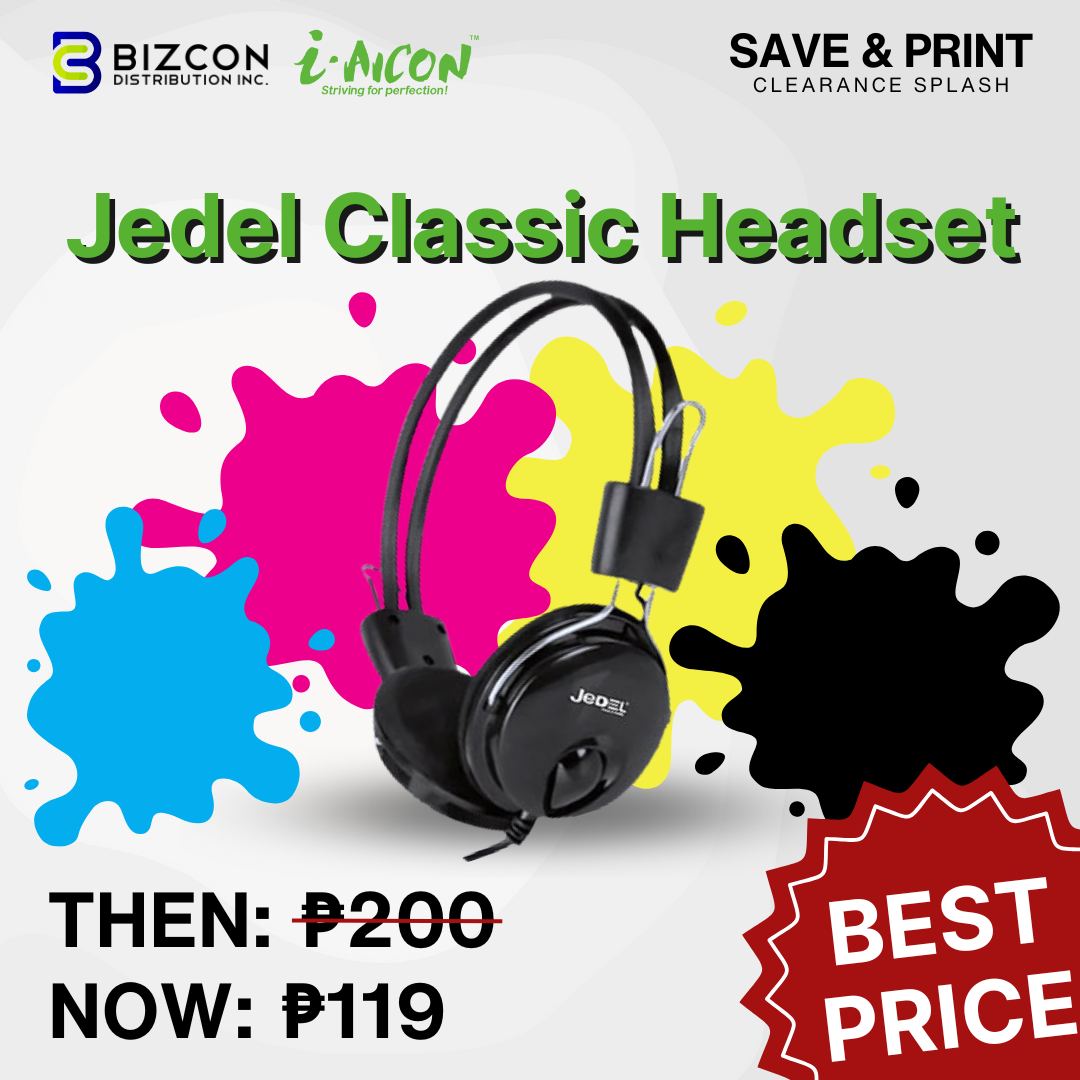 BIZCON
DISTRIBUTION INC.
i·AiCON™
Striving for perfection!
SAVE & PRINT
CLEARANCE SPLASH
Jedel Classic Headset
JeDEL
THEN: ₱200
NOW: ₱119
BEST
PRICE